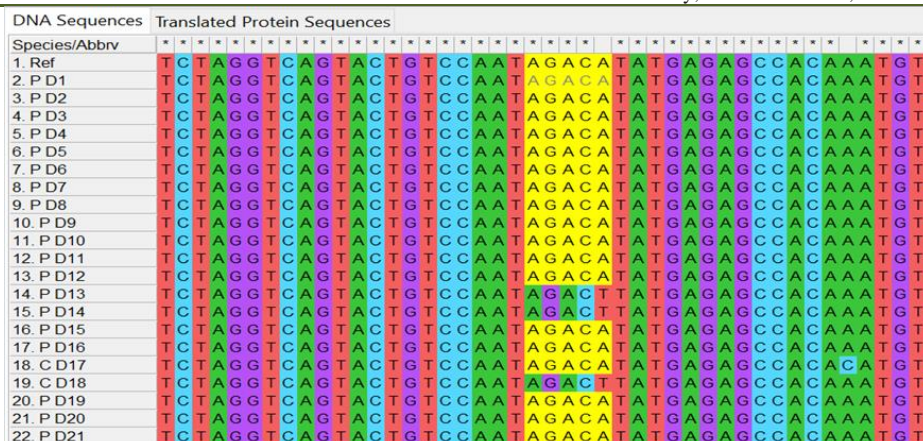 DNA Sequences Translated Protein Sequences
Species/Abbrv * * * * * * * * * * * * * * * * * * * * * * * * * * * * * * * * * * * * * * * * * *
1. Ref T C T A G G T C A G T A C T G T C C A A T A G A C A T A T G A G A G C C A C A A A T G T
2. P D1 T C T A G G T C A G T A C T G T C C A A T A G A C A T A T G A G A G C C A C A A A T G T
3. P D2 T C T A G G T C A G T A C T G T C C A A T A G A C A T A T G A G A G C C A C A A A T G T
4. P D3 T C T A G G T C A G T A C T G T C C A A T A G A C A T A T G A G A G C C A C A A A T G T
5. P D4 T C T A G G T C A G T A C T G T C C A A T A G A C A T A T G A G A G C C A C A A A T G T
6. P D5 T C T A G G T C A G T A C T G T C C A A T A G A C A T A T G A G A G C C A C A A A T G T
7. P D6 T C T A G G T C A G T A C T G T C C A A T A G A C A T A T G A G A G C C A C A A A T G T
8. P D7 T C T A G G T C A G T A C T G T C C A A T A G A C A T A T G A G A G C C A C A A A T G T
9. P D8 T C T A G G T C A G T A C T G T C C A A T A G A C A T A T G A G A G C C A C A A A T G T
10. P D9 T C T A G G T C A G T A C T G T C C A A T A G A C A T A T G A G A G C C A C A A A T G T
11. P D10 T C T A G G T C A G T A C T G T C C A A T A G A C A T A T G A G A G C C A C A A A T G T
12. P D11 T C T A G G T C A G T A C T G T C C A A T A G A C A T A T G A G A G C C A C A A A T G T
13. P D12 T C T A G G T C A G T A C T G T C C A A T A G A C A T A T G A G A G C C A C A A A T G T
14. P D13 T C T A G G T C A G T A C T G T C C A A T A G A C T T A T G A G A G C C A C A A A T G T
15. P D14 T C T A G G T C A G T A C T G T C C A A T A G A C T T A T G A G A G C C A C A A A T G T
16. P D15 T C T A G G T C A G T A C T G T C C A A T A G A C A T A T G A G A G C C A C A A A T G T
17. P D16 T C T A G G T C A G T A C T G T C C A A T A G A C A T A T G A G A G C C A C A A A T G T
18. C D17 T C T A G G T C A G T A C T G T C C A A T A G A C A T A T G A G A G C C A C A C A T G T
19. C D18 T C T A G G T C A G T A C T G T C C A A T A G A C T T A T G A G A G C C A C A A A T G T
20. P D19 T C T A G G T C A G T A C T G T C C A A T A G A C A T A T G A G A G C C A C A A A T G T
21. P D20 T C T A G G T C A G T A C T G T C C A A T A G A C A T A T G A G A G C C A C A A A T G T
22. P D21 T C T A G G T C A G T A C T G T C C A A T A G A C A T A T G A G A G C C A C A A A T G T